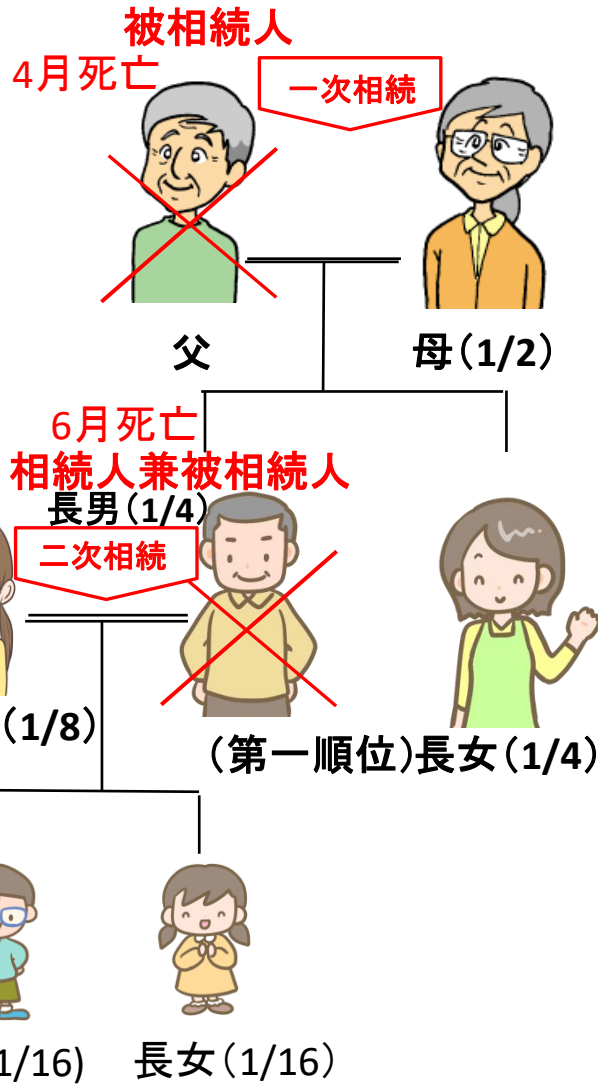 被相続人
4月死亡
一次相続
父
母（1/2）
6月死亡
相続人兼被相続人
長男（1/4）
二次相続
（1/8）
（第一順位）長女（1/4）
1/16)
長女（1/16）